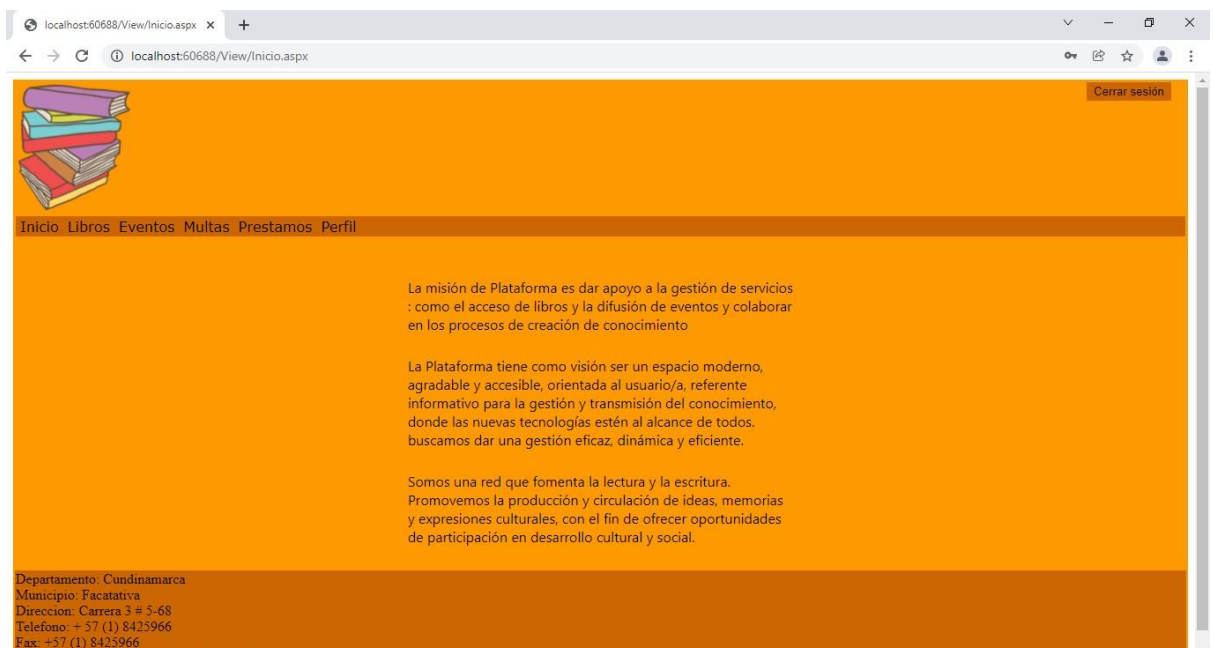 localhost:60688/View/Inicio.aspx
localhost:60688/View/Inicio.aspx
Cerrar sesión
Inicio Libros Eventos Multas Prestamos Perfil
La misión de Plataforma es dar apoyo a la gestión de servicios
: como el acceso de libros y la difusión de eventos y colaborar
en los procesos de creación de conocimiento
La Plataforma tiene como visión ser un espacio moderno,
agradable y accesible, orientada al usuario/a, referente
informativo para la gestión y transmisión del conocimiento,
donde las nuevas tecnologías estén al alcance de todos.
buscamos dar una gestión eficaz, dinámica y eficiente.
Somos una red que fomenta la lectura y la escritura.
Promovemos la producción y circulación de ideas, memorias
y expresiones culturales, con el fin de ofrecer oportunidades
de participación en desarrollo cultural y social.
Departamento: Cundinamarca
Municipio: Facatativa
Direccion: Carrera 3 # 5-68
Telefono: + 57 (1) 8425966
Fax: +57 (1) 8425966